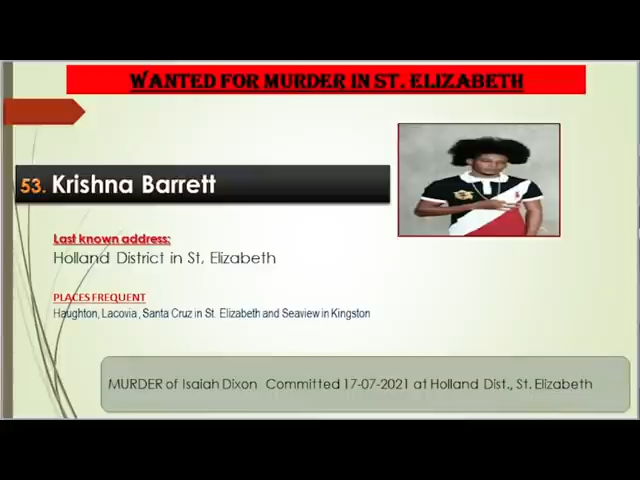 WANTED FOR MURDER IN ST. ELIZABETH
53. Krishna Barrett
Last known address:
Holland District in St, Elizabeth
PLACES FREQUENT
Haughton, Lacovia , Santa Cruz in St. Elizabeth and Seaview in Kingston
MURDER of Isaiah Dixon Committed 17-07-2021 at Holland Dist., St. Elizabeth